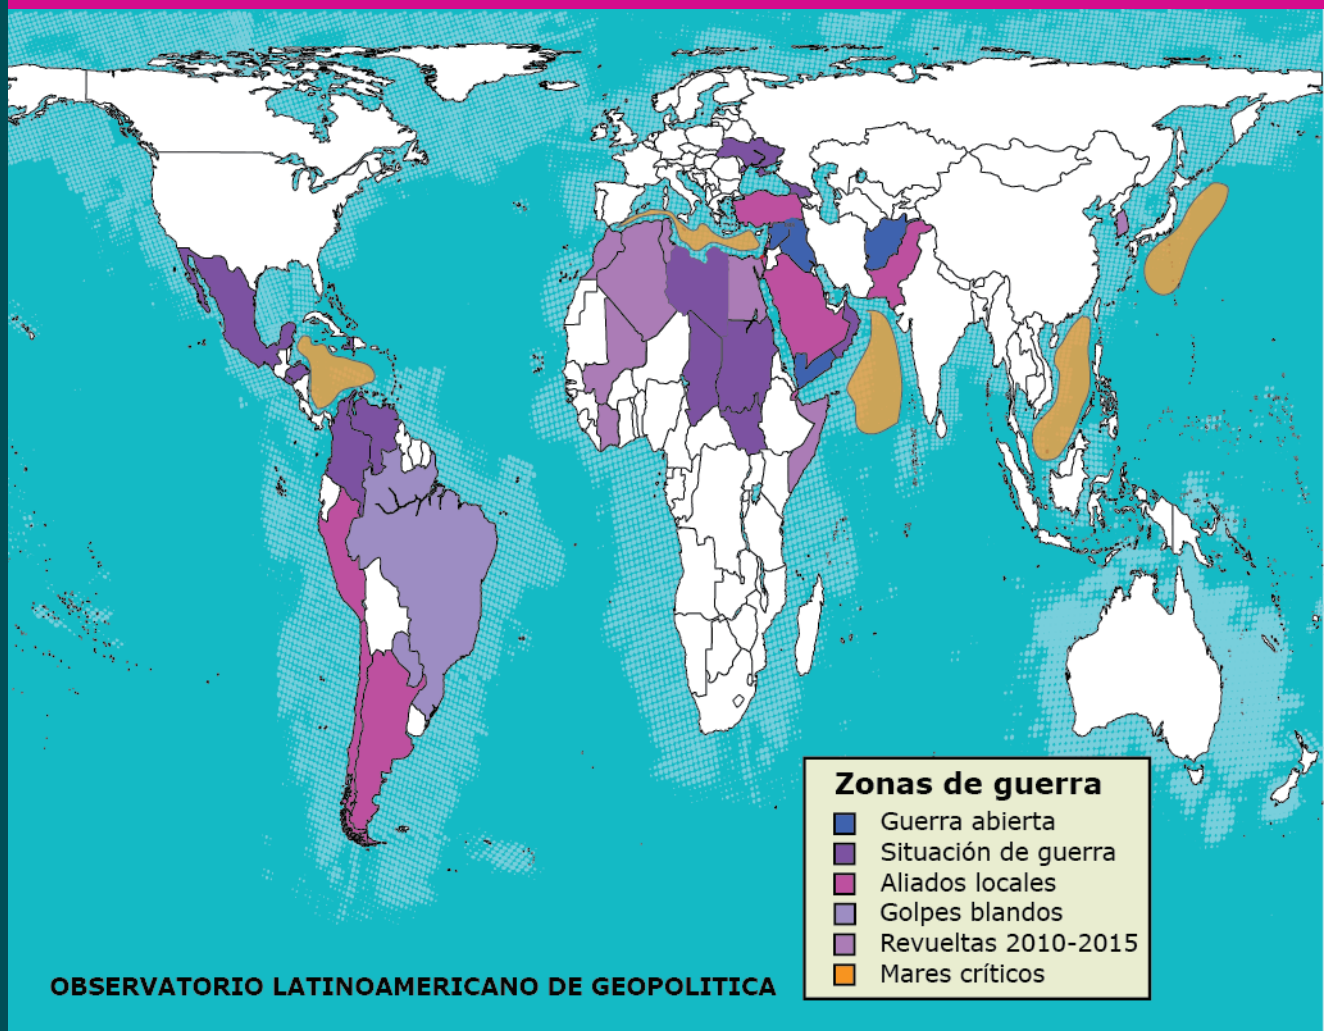 Zonas de guerra
Guerra abierta
Situación de guerra
Aliados locales
Golpes blandos
Revueltas 2010-2015
Mares críticos
OBSERVATORIO LATINOAMERICANO DE GEOPOLITICA